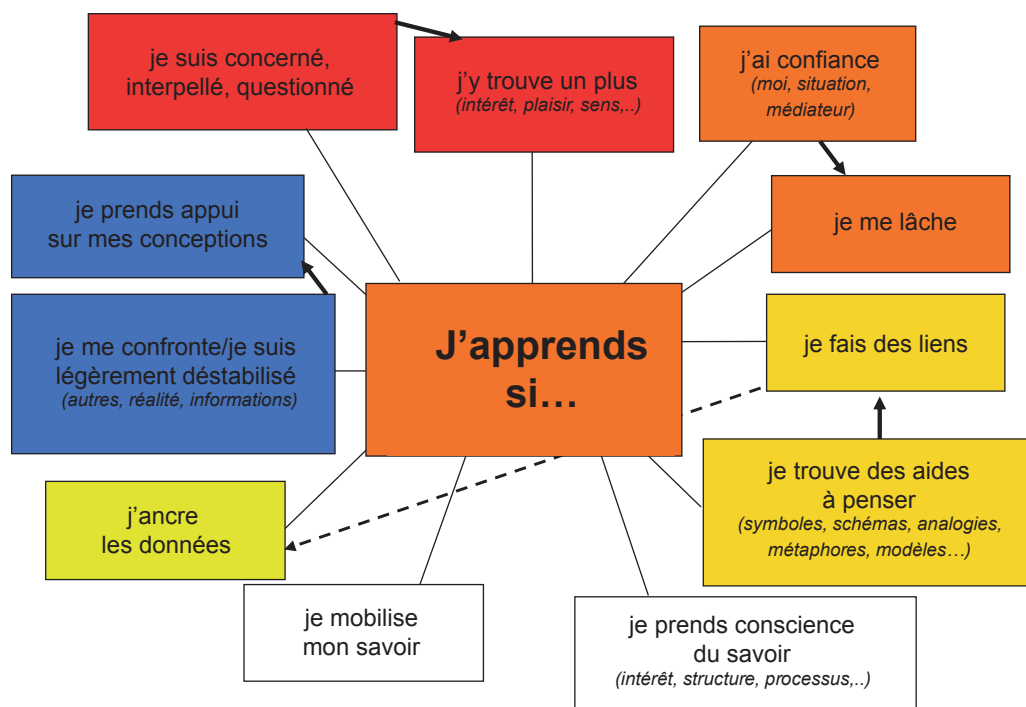 je suis concerné,
interpellé, questionné
j’y trouve un plus
(intérêt, plaisir, sens,..)
j’ai confiance
(moi, situation,
médiateur)
je prends appui
sur mes conceptions
je me lâche
je me confronte/je suis
légèrement déstabilisé
(autres, réalité, informations)
J’apprends
si…
je fais des liens
j’ancre
les données
je trouve des aides
à penser
(symboles, schémas, analogies,
métaphores, modèles…)
je mobilise
mon savoir
je prends conscience
du savoir
(intérêt, structure, processus,..)